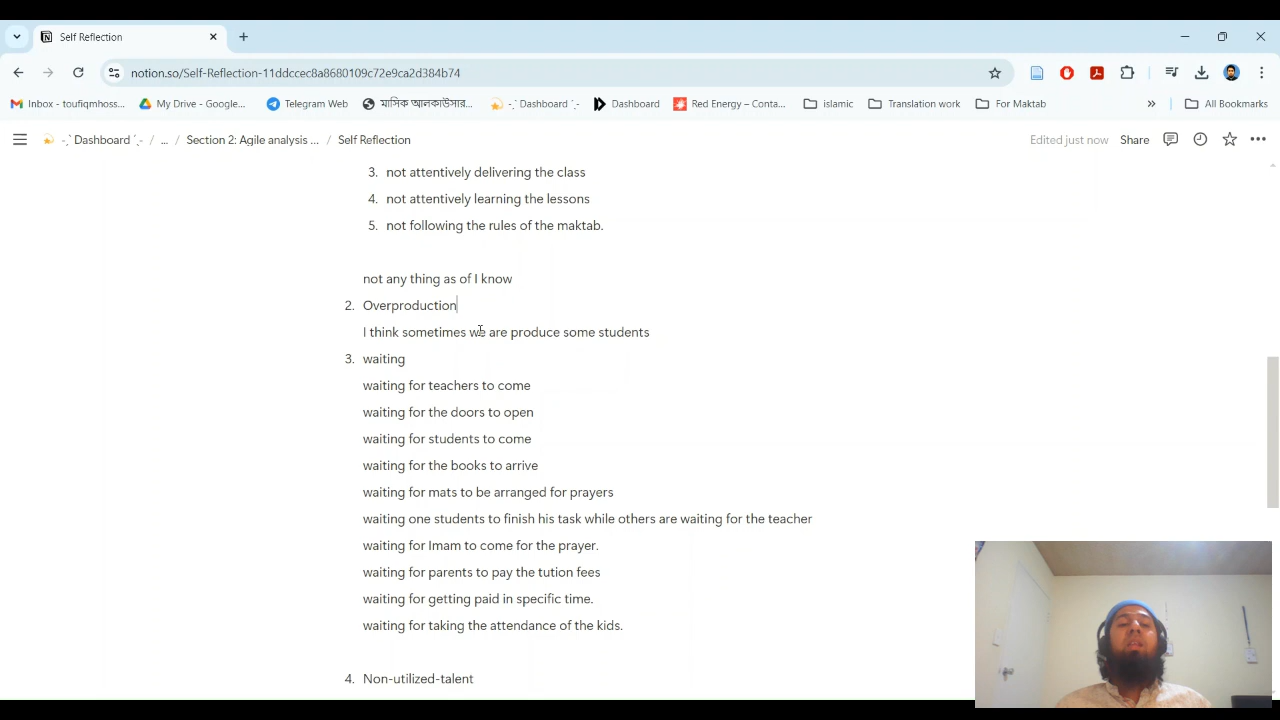 Self Reflection
notion.so/Self-Reflection-11ddccec8a8680109c72e9ca2d384b74
Inbox - toufiqmhoss...
My Drive - Google...
Telegram Web
মাসিক আলকাউসার...
-ˏˋ Dashboard ˊˎ-
Dashboard
Red Energy – Conta...
islamic
Translation work
For Maktab
»
All Bookmarks
-ˏˋ Dashboard ˊˎ- / ... / Section 2: Agile analysis ... / Self Reflection
Edited just now
Share
3. not attentively delivering the class
4. not attentively learning the lessons
5. not following the rules of the maktab.
not any thing as of I know
2. Overproduction
I think sometimes we are produce some students
3. waiting
waiting for teachers to come
waiting for the doors to open
waiting for students to come
waiting for the books to arrive
waiting for mats to be arranged for prayers
waiting one students to finish his task while others are waiting for the teacher
waiting for Imam to come for the prayer.
waiting for parents to pay the tution fees
waiting for getting paid in specific time.
waiting for taking the attendance of the kids.
4. Non-utilized-talent